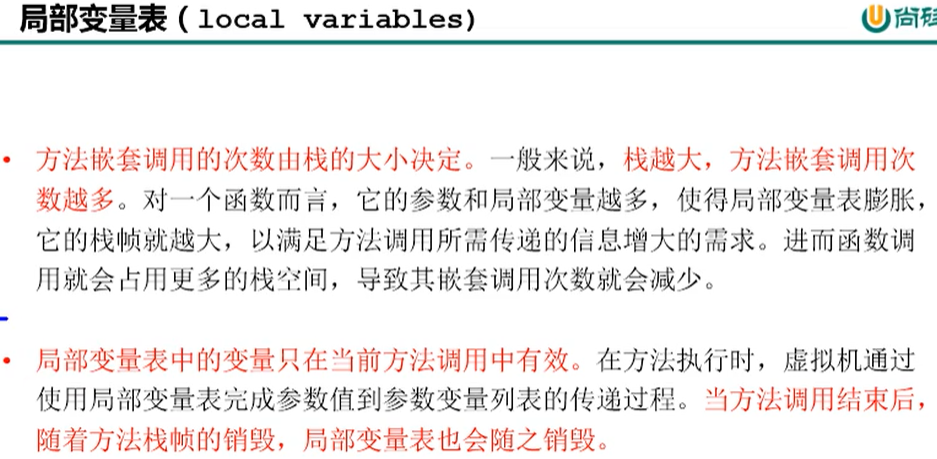 局部变量表(local variables)
尚硅
• 方法嵌套调用的次数由栈的大小决定。一般来说，栈越大，方法嵌套调用次
数越多。对一个函数而言，它的参数和局部变量越多，使得局部变量表膨胀，
它的栈帧就越大，以满足方法调用所需传递的信息增大的需求。进而函数调
用就会占用更多的栈空间，导致其嵌套调用次数就会减少。
• 局部变量表中的变量只在当前方法调用中有效。在方法执行时，虚拟机通过
使用局部变量表完成参数值到参数变量列表的传递过程。当方法调用结束后，
随着方法栈帧的销毁，局部变量表也会随之销毁。